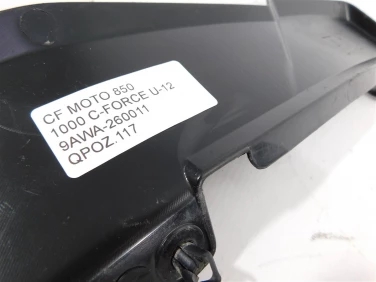 CF MOTO 850
1000 C-FORCE U-12
9AWA-260011
QPOZ.117